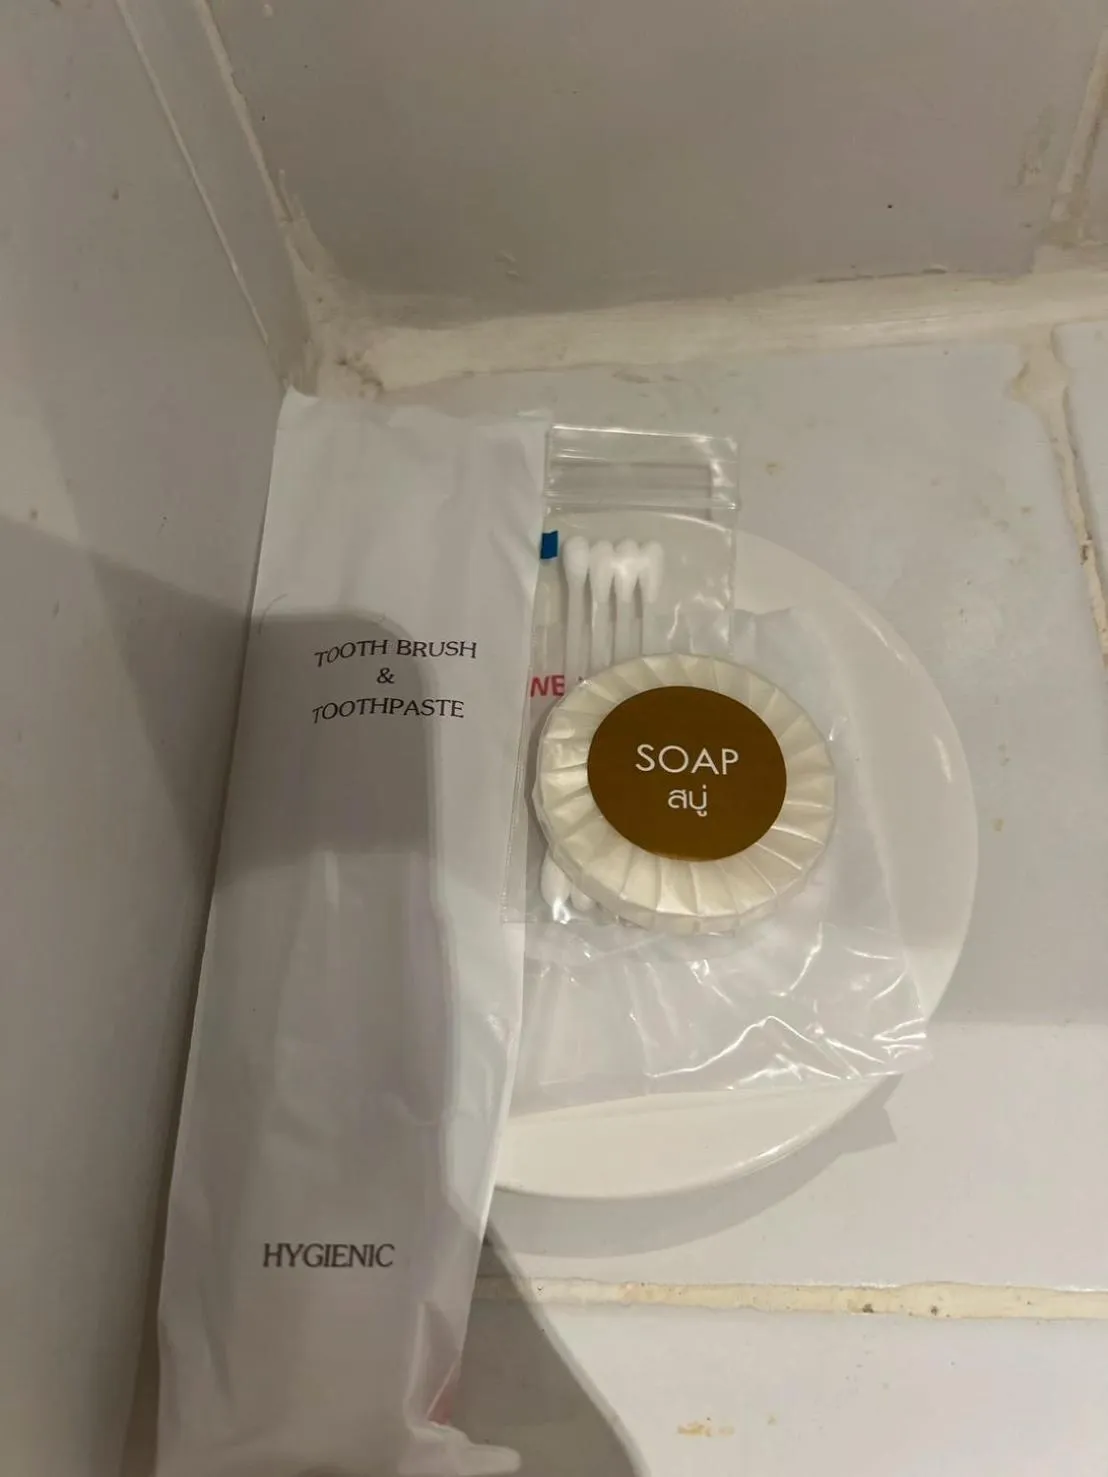 TOOTH BRUSH
&
TOOTHPASTE
HYGIENIC
SOAP
สบู่